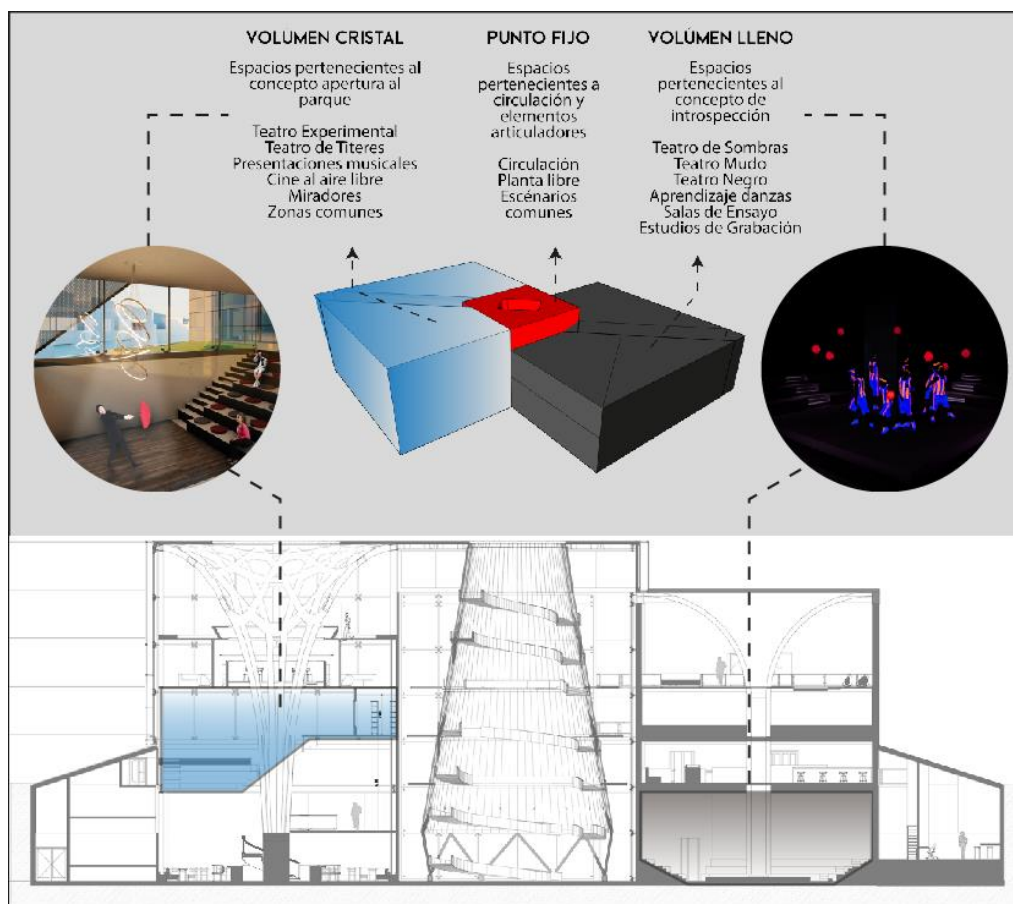 VOLUMEN CRISTAL
Espacios pertenecientes al
concepto apertura al
parque
Teatro Experimental
Teatro de Títeres
Presentaciones musicales
Cine al aire libre
Miradores
Zonas comunes
PUNTO FIJO
Espacios
pertenecientes a
circulación y
elementos
articuladores
Circulación
Planta libre
Escénarios
comunes
VOLÚMEN LLENO
Espacios
pertenecientes al
concepto de
introspección
Teatro de Sombras
Teatro Mudo
Teatro Negro
Aprendizaje danzas
Salas de Ensayo
Estudios de Grabación